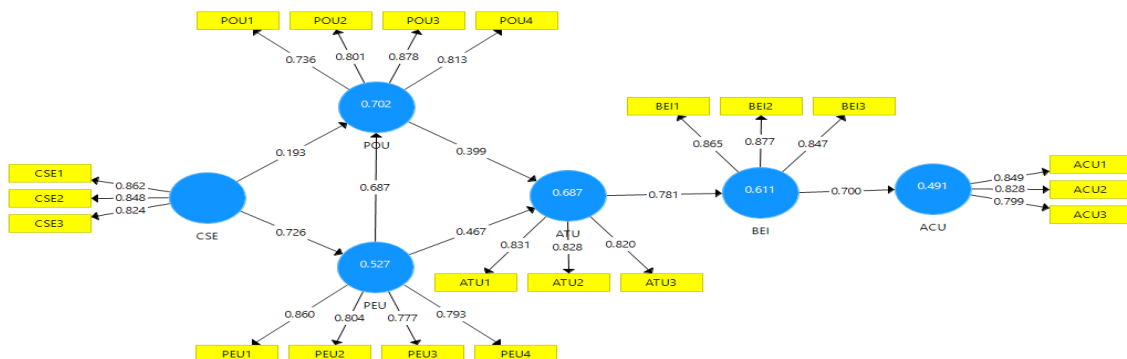 POU1 POU2 POU3 POU4
0.736 0.801 0.878 0.813
0.702
POU
BEI1 BEI2 BEI3
0.865 0.877 0.847
CSE1
CSE2
CSE3
0.862
0.848
0.824
CSE
0.193
0.726
0.687
0.399
0.467
0.687
ATU
0.831 0.828 0.820
ATU1 ATU2 ATU3
0.781
0.611
BEI
0.700
0.491
ACU
0.849
0.828
0.799
ACU1
ACU2
ACU3
0.527
PEU
0.860 0.804 0.777 0.793
PEU1 PEU2 PEU3 PEU4